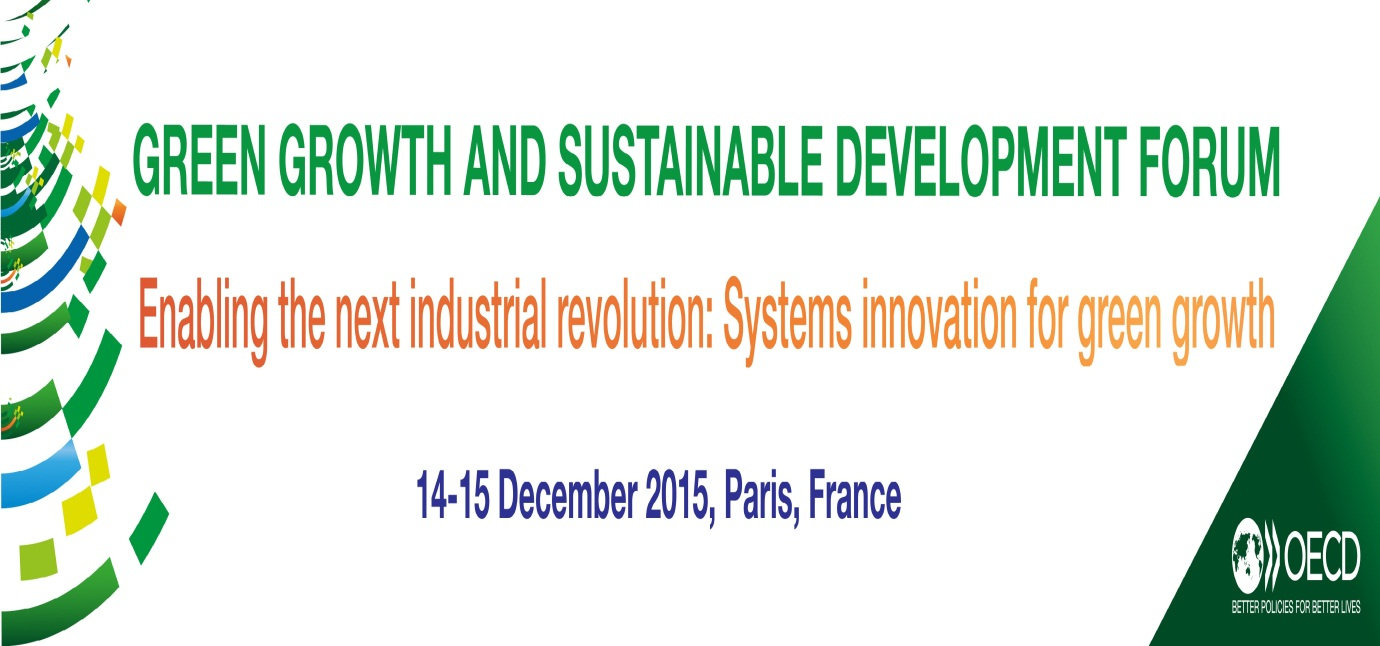 GREEN GROWTH AND SUSTAINABLE DEVELOPMENT FORUM
Enabling the next industrial revolution: Systems innovation for green growth
14-15 December 2015, Paris, France
OECD
BETTER POLICIES FOR BETTER LIVES